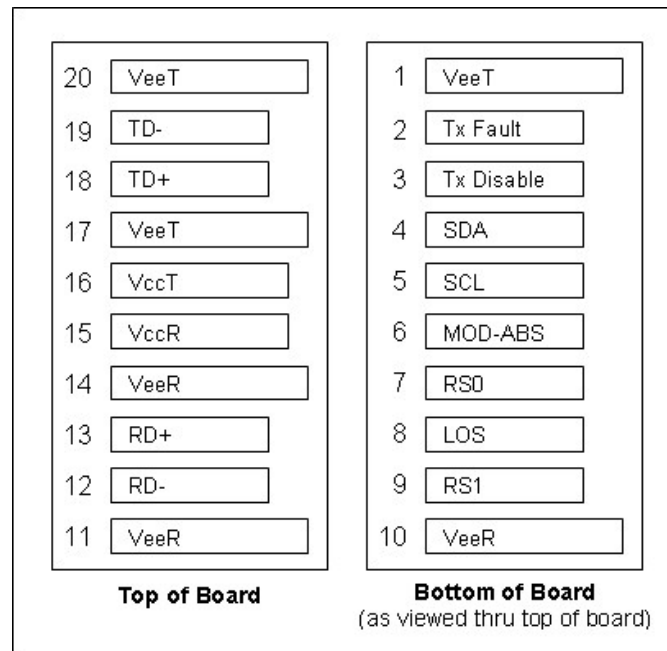 20 VeeT
19 TD-
18 TD+
17 VeeT
16 VccT
15 VccR
14 VeeR
13 RD+
12 RD-
11 VeeR
Top of Board
1 VeeT
2 Tx Fault
3 Tx Disable
4 SDA
5 SCL
6 MOD-ABS
7 RS0
8 LOS
9 RS1
10 VeeR
Bottom of Board
(as viewed thru top of board)